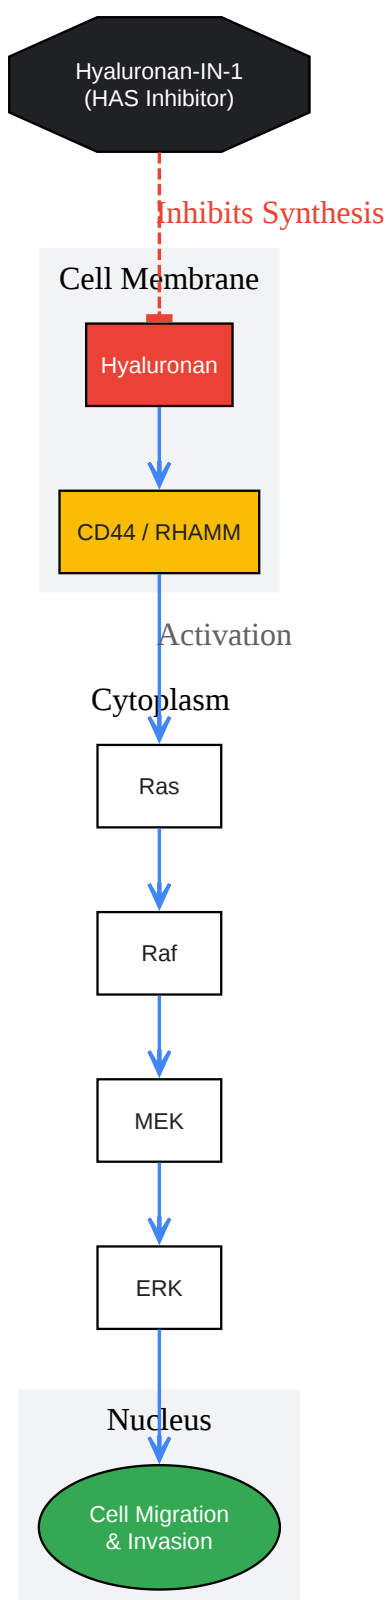 Hyaluronan-IN-1
(HAS Inhibitor)
Inhibits Synthesis
Cell Membrane
Hyaluronan
CD44 / RHAMM
Activation
Cytoplasm
Ras
Raf
MEK
ERK
Nucleus
Cell Migration
& Invasion